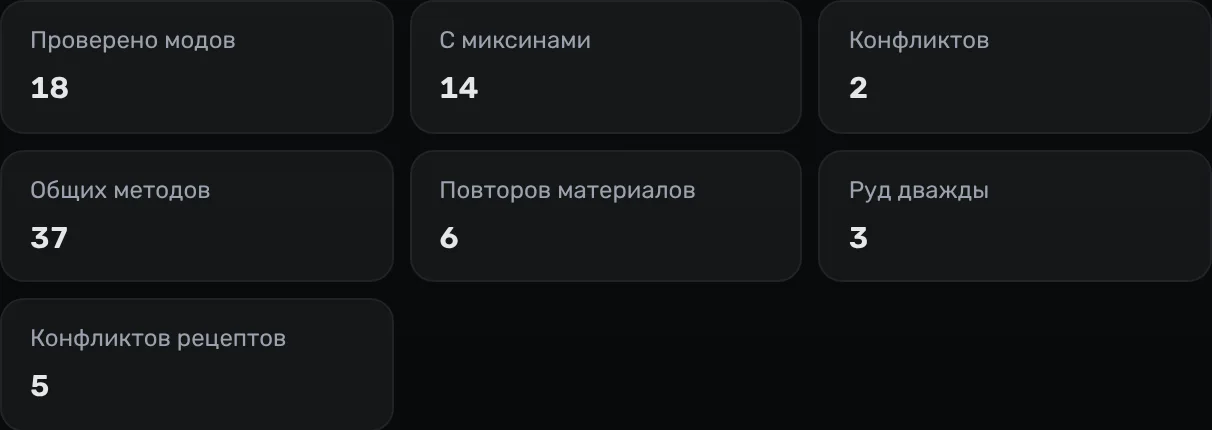 Проверено модов
18
С миксинами
14
Конфликтов
2
Общих методов
37
Повторов материалов
6
Руд дважды
3
Конфликтов рецептов
5